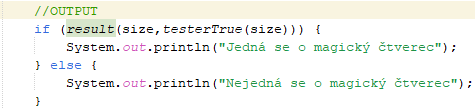 //OUTPUT
if (result(size,testerTrue(size))) {
System.out.println("Jedná se o magický čtverec");
} else {
System.out.println("Nejedná se o magický čtverec");
}